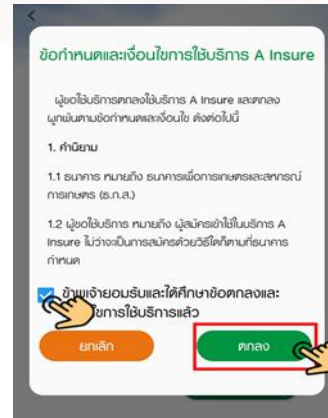 ข้อกำหนดและเงื่อนไขการใช้บริการ A Insure
ผู้ขอใช้บริการตกลงใช้บริการ A Insure และตกลง
ผูกพันตามข้อกำหนดและเงื่อนไข ดังต่อไปนี้
1. คำนิยาม
1.1 ธนาคาร หมายถึง ธนาคารเพื่อการเกษตรและสหกรณ์
การเกษตร (ธ.ก.ส.)
1.2 ผู้ขอใช้บริการ หมายถึง ผู้สมัครเข้าใช้ในบริการ A
Insure ไม่ว่าจะเป็นการสมัครด้วยวิธีใดก็ตามที่ธนาคาร
กำหนด
ข้าพเจ้ายอมรับและได้ศึกษาข้อตกลงและ
ไขการใช้บริการแล้ว
ยกเลิก
ตกลง